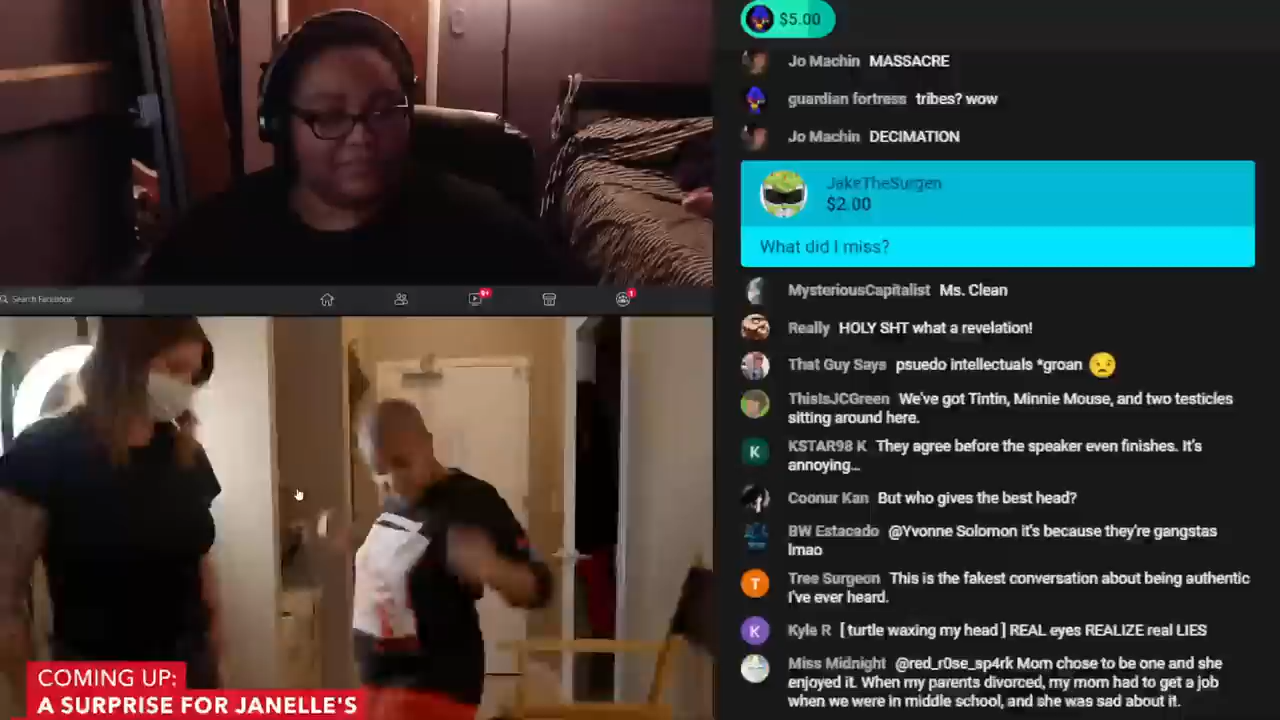 $5.00
Jo Machin MASSACRE
guardian fortress tribes? wow
Jo Machin DECIMATION
JakeTheSurgen
$2.00
What did I miss?
Search Facebook
9+
1
MysteriousCapitalist Ms. Clean
Really HOLY SHT what a revelation!
That Guy Says psuedo intellectuals *groan 😟
ThisIsJCGreen We've got Tintin, Minnie Mouse, and two testicles
sitting around here.
K KSTAR98 K They agree before the speaker even finishes. It's
annoying...
Coonur Kan But who gives the best head?
BW Estacado @Yvonne Solomon it's because they're gangstas
lmao
T Tree Surgeon This is the fakest conversation about being authentic
I've ever heard.
K Kyle R [ turtle waxing my head ] REAL eyes REALIZE real LIES
Miss Midnight @red_r0se_sp4rk Mom chose to be one and she
enjoyed it. When my parents divorced, my mom had to get a job
when we were in middle school, and she was sad about it.
COMING UP:
A SURPRISE FOR JANELLE'S